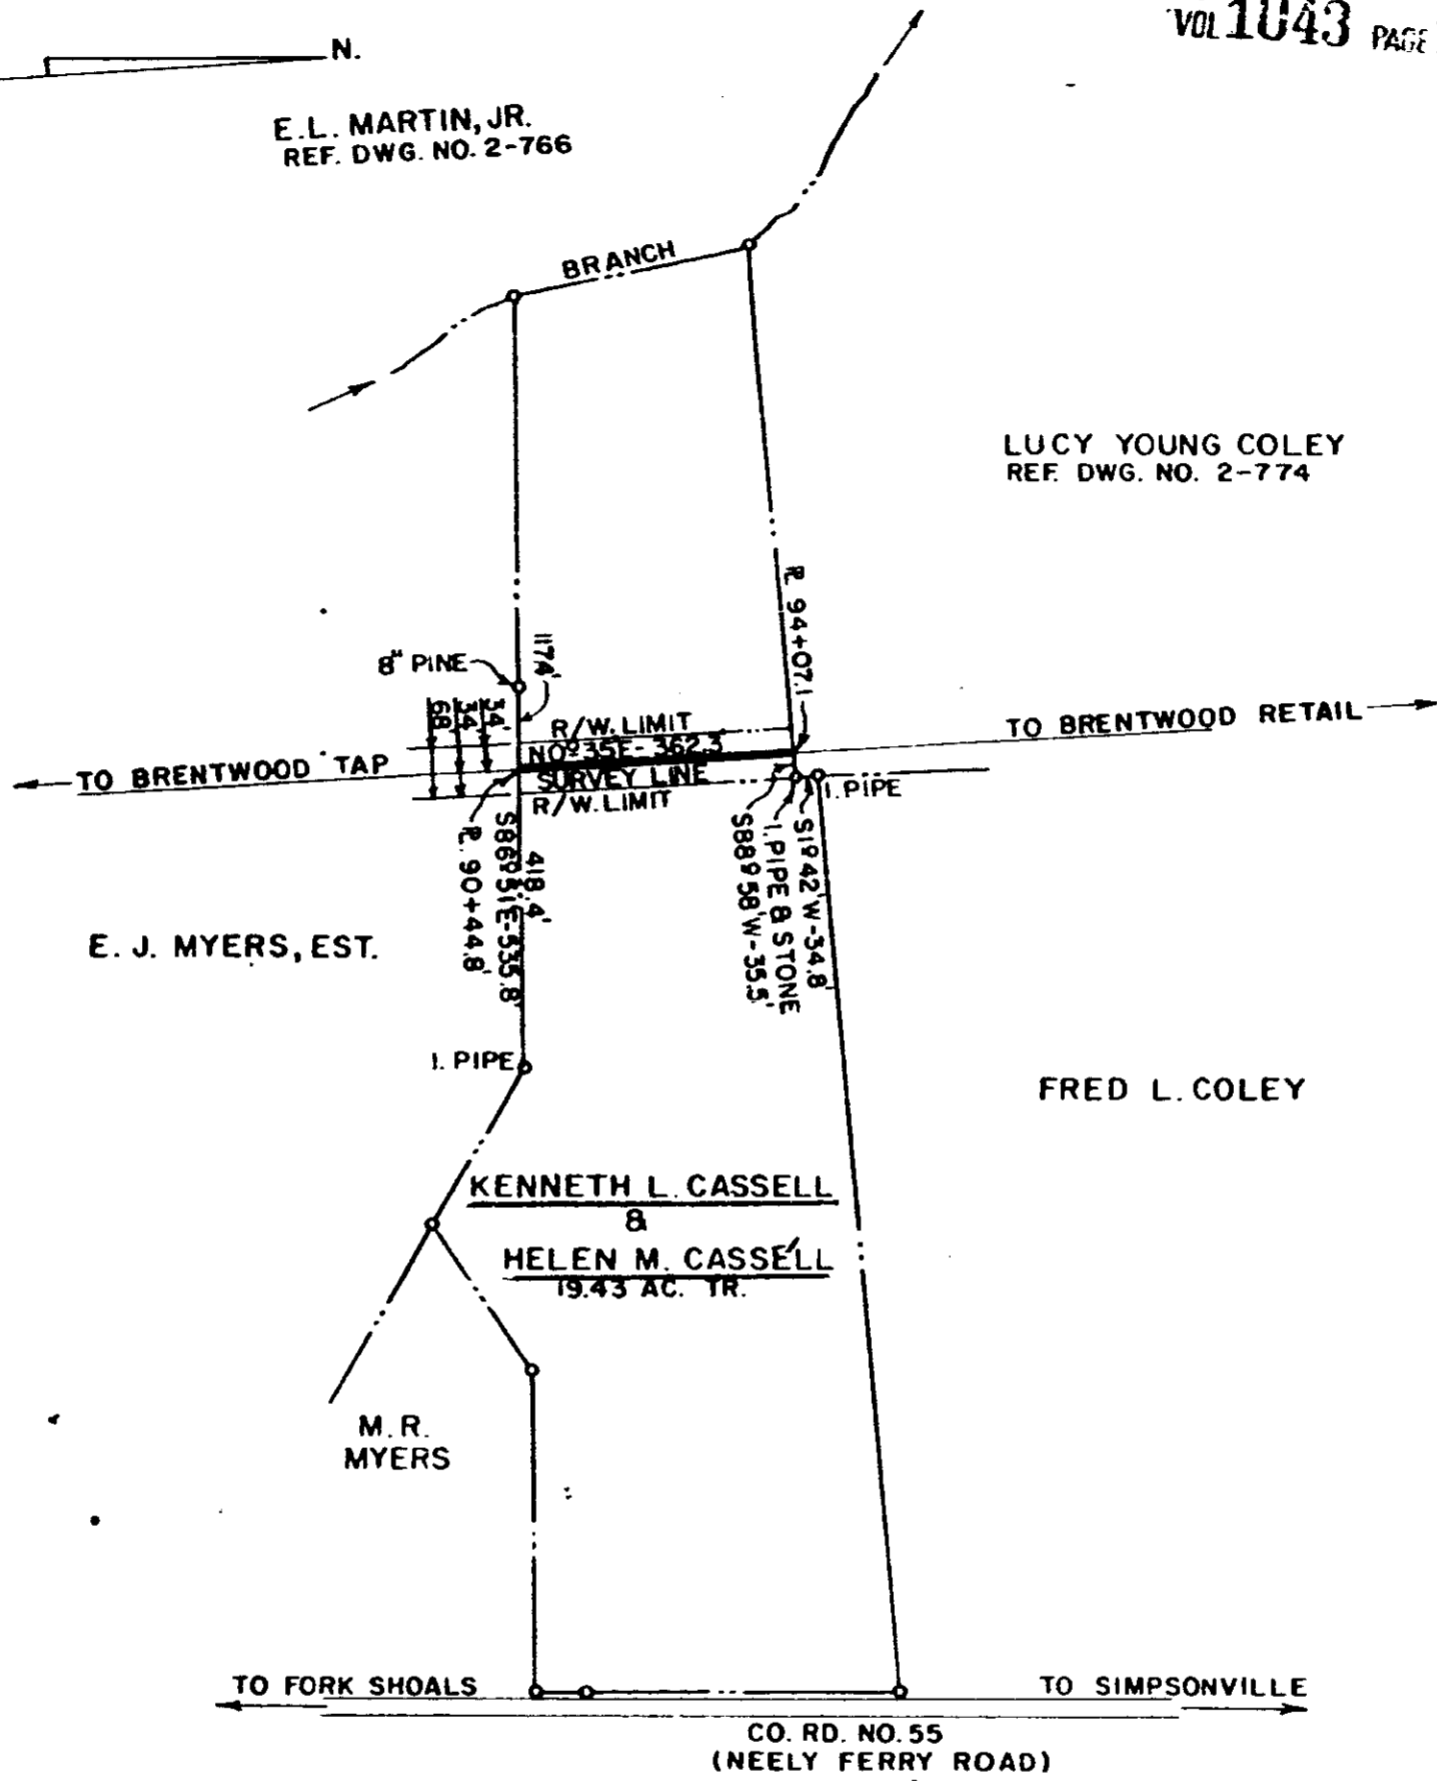 VOL 1043 PAGE
N.
E.L. MARTIN, JR.
REF. DWG. NO. 2-766
BRANCH
LUCY YOUNG COLEY
REF. DWG. NO. 2-774
P. 94+07.1
8" PINE
117.4'
34'
34
68
R/W. LIMIT
NO° 35'E-362.3
SURVEY LINE
R/W. LIMIT
TO BRENTWOOD TAP
TO BRENTWOOD RETAIL
I. PIPE
S1° 42'W-34.8'
I. PIPE & STONE
S88° 58'W-35.5'
418.4'
S86° 51'E-535.8'
P. 90+44.8'
E. J. MYERS, EST.
I. PIPE
FRED L. COLEY
KENNETH L. CASSELL
&
HELEN M. CASSELL
19.43 AC. TR.
M. R.
MYERS
TO FORK SHOALS
TO SIMPSONVILLE
CO. RD. NO. 55
(NEELY FERRY ROAD)